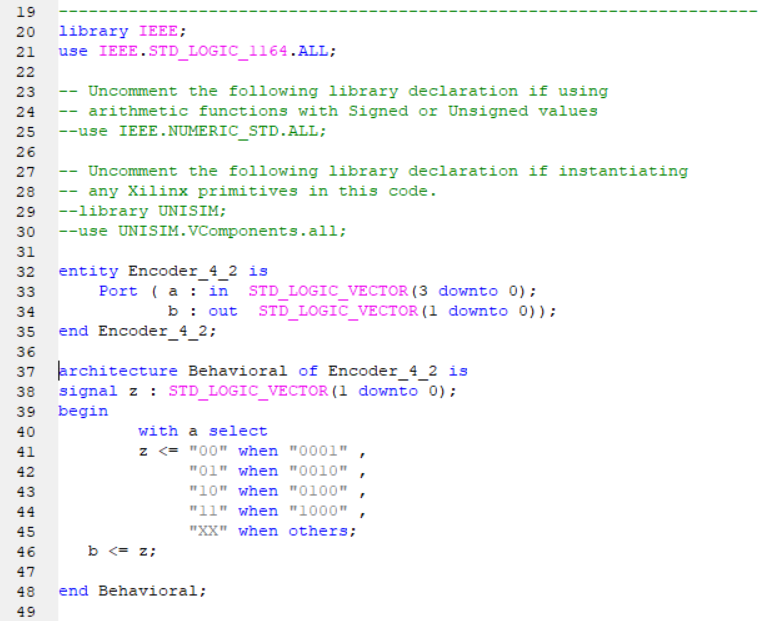 19 ----------------------------------------------------------------------
20 library IEEE;
21 use IEEE.STD_LOGIC_1164.ALL;
22
23 -- Uncomment the following library declaration if using
24 -- arithmetic functions with Signed or Unsigned values
25 --use IEEE.NUMERIC_STD.ALL;
26
27 -- Uncomment the following library declaration if instantiating
28 -- any Xilinx primitives in this code.
29 --library UNISIM;
30 --use UNISIM.VComponents.all;
31
32 entity Encoder_4_2 is
33     Port ( a : in  STD_LOGIC_VECTOR(3 downto 0);
34            b : out  STD_LOGIC_VECTOR(1 downto 0));
35 end Encoder_4_2;
36
37 architecture Behavioral of Encoder_4_2 is
38 signal z : STD_LOGIC_VECTOR(1 downto 0);
39 begin
40         with a select
41         z <= "00" when "0001" ,
42              "01" when "0010" ,
43              "10" when "0100" ,
44              "11" when "1000" ,
45              "XX" when others;
46    b <= z;
47
48 end Behavioral;
49